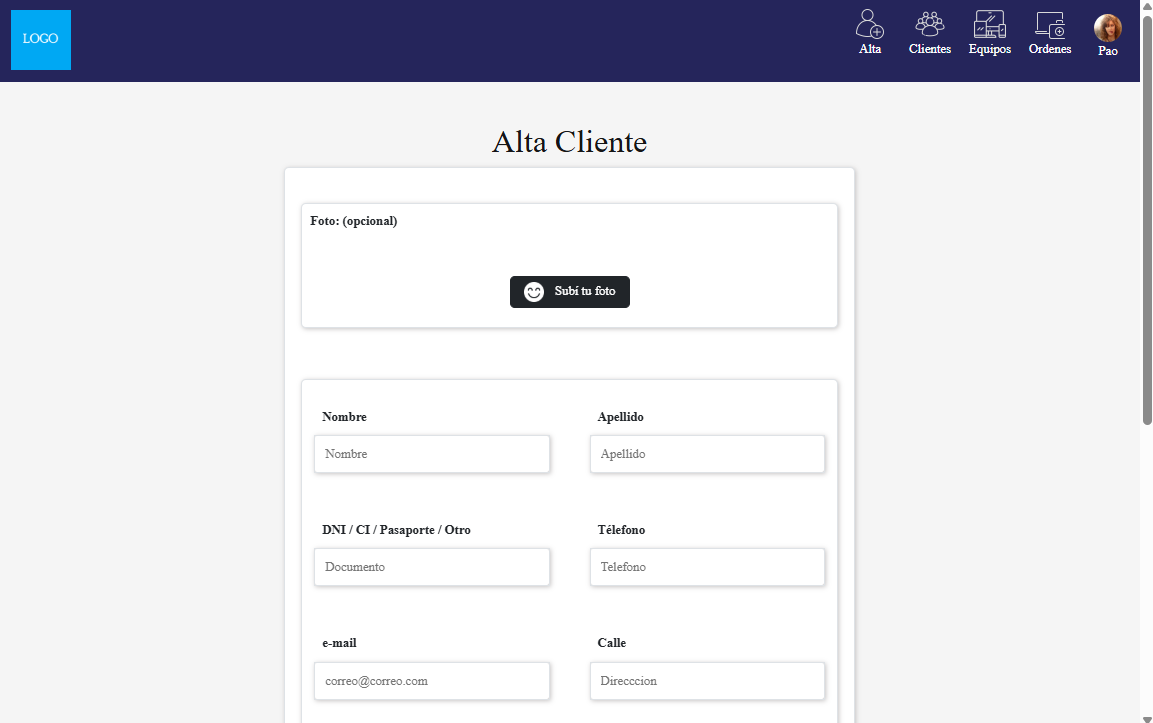 LOGO
Alta
Clientes
Equipos
Ordenes
Pao
Alta Cliente
Foto: (opcional)
Subí tu foto
Nombre
Apellido
Nombre
Apellido
DNI / CI / Pasaporte / Otro
Télefono
Documento
Telefono
e-mail
Calle
correo@correo.com
Direcccion